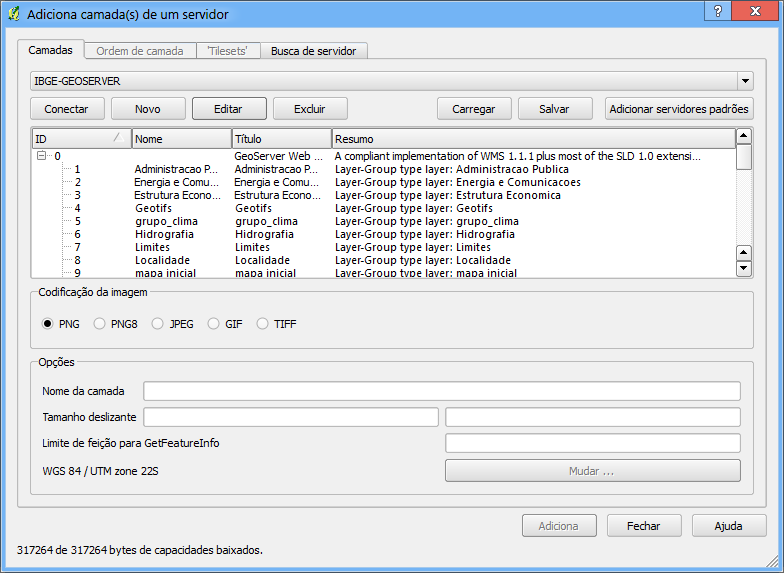 Adiciona camada(s) de um servidor
Camadas Ordem de camada 'Tilesets' Busca de servidor
IBGE-GEOSERVER
Conectar Novo Editar Excluir Carregar Salvar Adicionar servidores padrões
ID Nome Título Resumo
0 GeoServer Web ... A compliant implementation of WMS 1.1.1 plus most of the SLD 1.0 extensi...
1 Administracao P... Administracao P... Layer-Group type layer: Administracao Publica
2 Energia e Comu... Energia e Comu... Layer-Group type layer: Energia e Comunicacoes
3 Estrutura Econo... Estrutura Econo... Layer-Group type layer: Estrutura Economica
4 Geotifs Geotifs Layer-Group type layer: Geotifs
5 grupo_clima grupo_clima Layer-Group type layer: grupo_clima
6 Hidrografia Hidrografia Layer-Group type layer: Hidrografia
7 Limites Limites Layer-Group type layer: Limites
8 Localidade Localidade Layer-Group type layer: Localidade
9 mapa inicial mapa inicial Layer-Group type layer: mapa inicial
Codificação da imagem
PNG PNG8 JPEG GIF TIFF
Opções
Nome da camada
Tamanho deslizante
Limite de feição para GetFeatureInfo
WGS 84 / UTM zone 22S Mudar ...
Adiciona Fechar Ajuda
317264 de 317264 bytes de capacidades baixados.